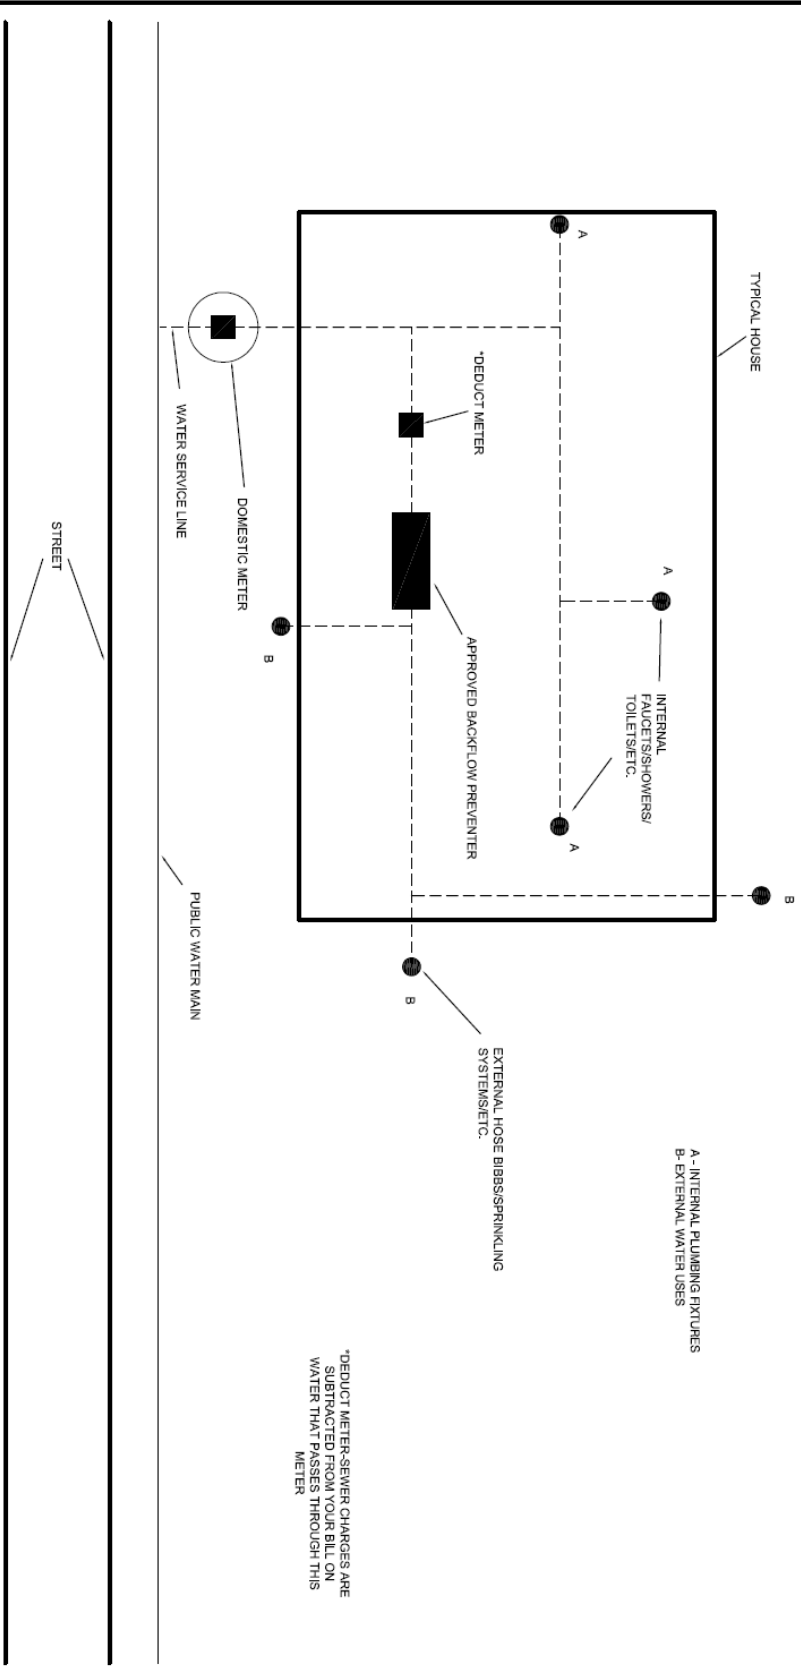 TYPICAL HOUSE
A
*DEDUCT METER
A
INTERNAL
FAUCETS/SHOWERS/
TOILETS/ETC.
A
B
APPROVED BACKFLOW PREVENTER
B
B
EXTERNAL HOSE BIBBS/SPRINKLING
SYSTEMS/ETC.
DOMESTIC METER
WATER SERVICE LINE
PUBLIC WATER MAIN
STREET
A - INTERNAL PLUMBING FIXTURES
B- EXTERNAL WATER USES
*DEDUCT METER-SEWER CHARGES ARE
SUBTRACTED FROM YOUR BILL ON
WATER THAT PASSES THROUGH THIS
METER